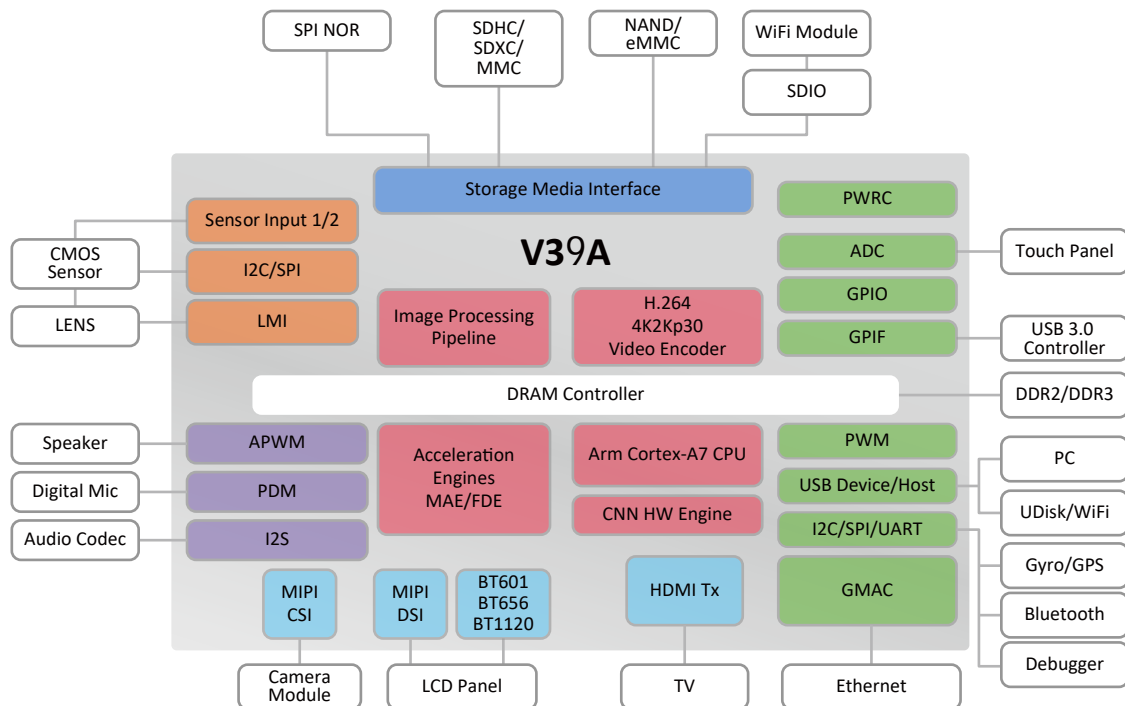 SPI NOR
SDHC/
SDXC/
MMC
NAND/
eMMC
WiFi Module
SDIO
Storage Media Interface
V39A
Sensor Input 1/2
I2C/SPI
LMI
CMOS
Sensor
LENS
Image Processing
Pipeline
H.264
4K2Kp30
Video Encoder
PWRC
ADC
GPIO
GPIF
Touch Panel
USB 3.0
Controller
DRAM Controller
DDR2/DDR3
Speaker
Digital Mic
Audio Codec
APWM
PDM
I2S
Acceleration
Engines
MAE/FDE
Arm Cortex-A7 CPU
CNN HW Engine
PWM
USB Device/Host
I2C/SPI/UART
GMAC
PC
UDisk/WiFi
Gyro/GPS
Bluetooth
Debugger
MIPI
CSI
MIPI
DSI
BT601
BT656
BT1120
HDMI Tx
Camera
Module
LCD Panel
TV
Ethernet